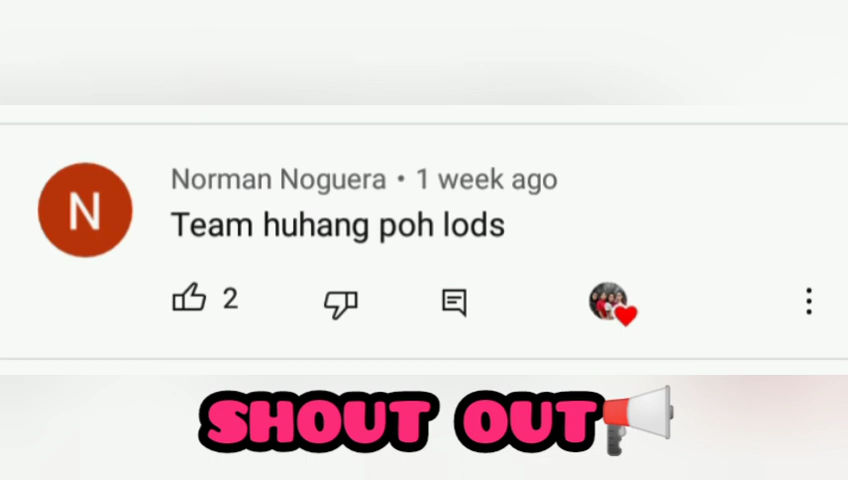 N
Norman Noguera • 1 week ago
Team huhang poh lods
2
SHOUT OUT